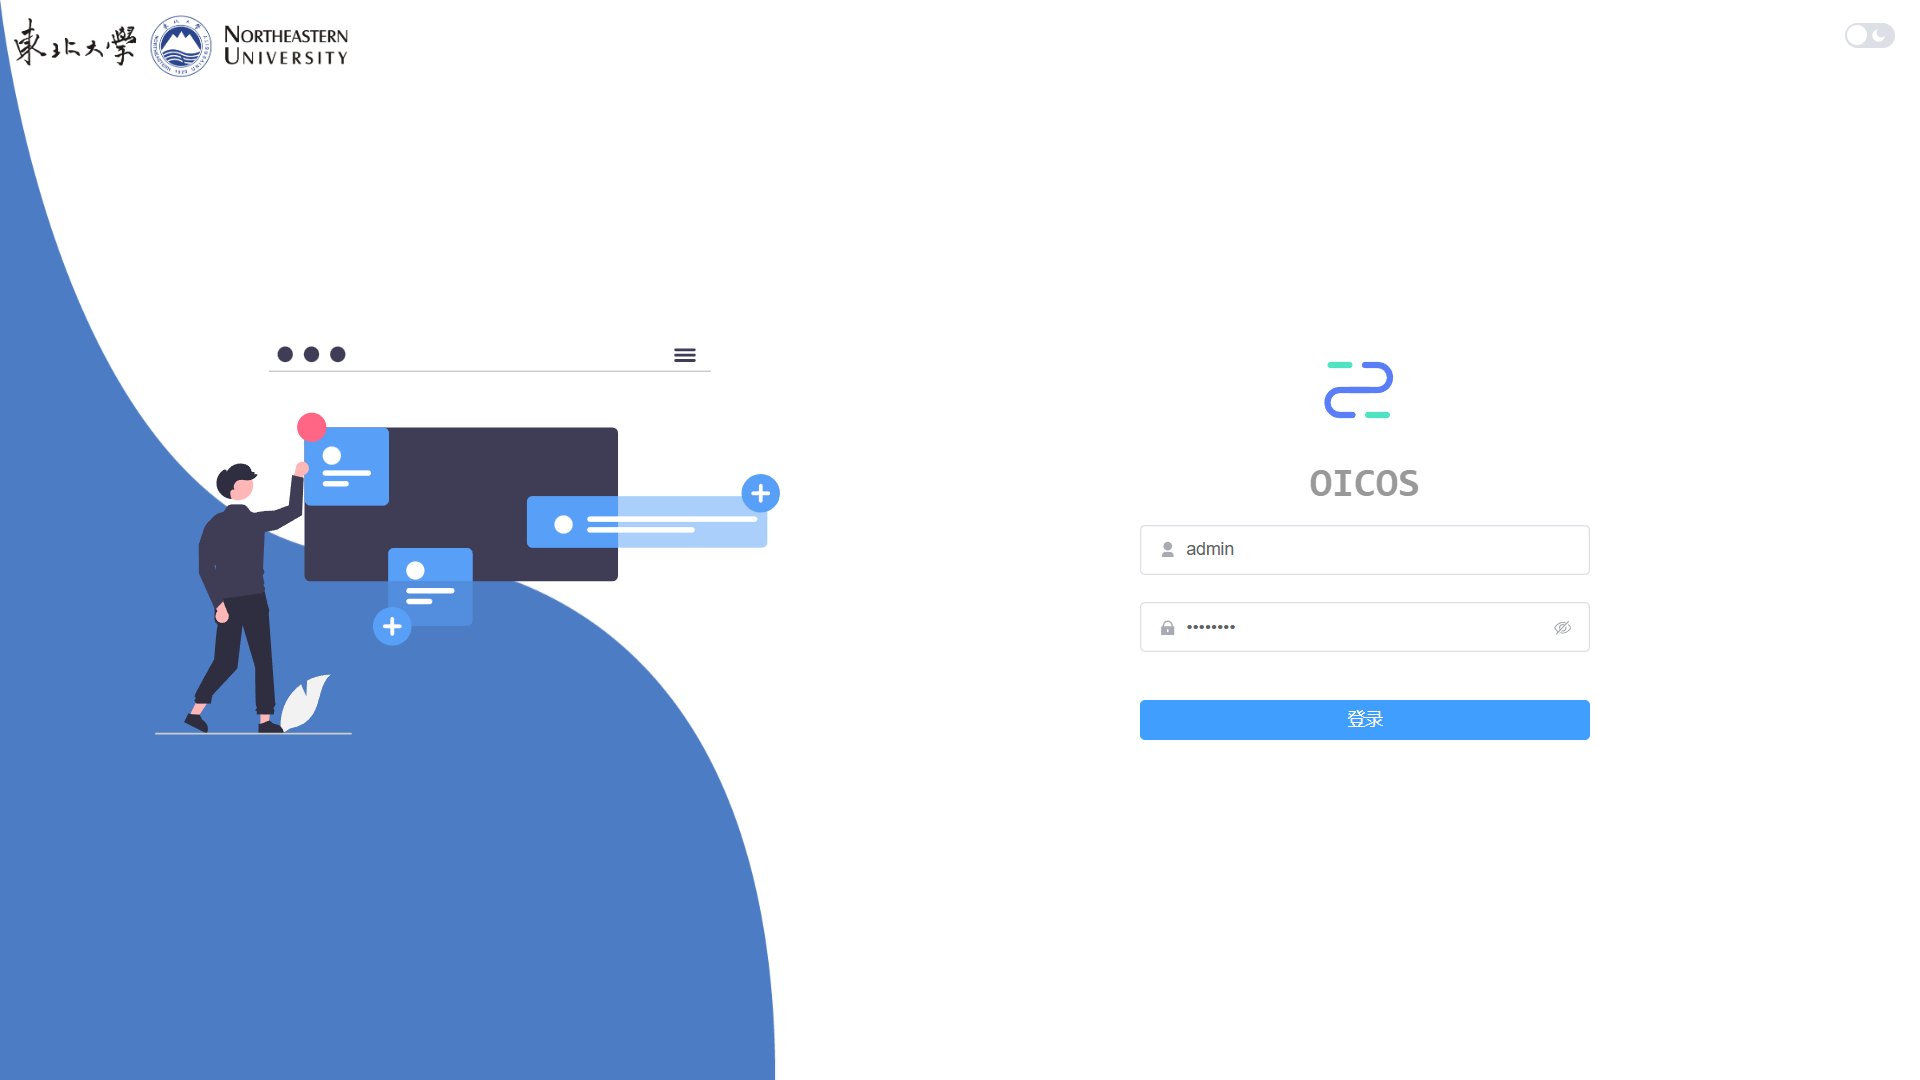 東北大學
NORTHEASTERN
UNIVERSITY
OICOS
admin
••••••••
登录